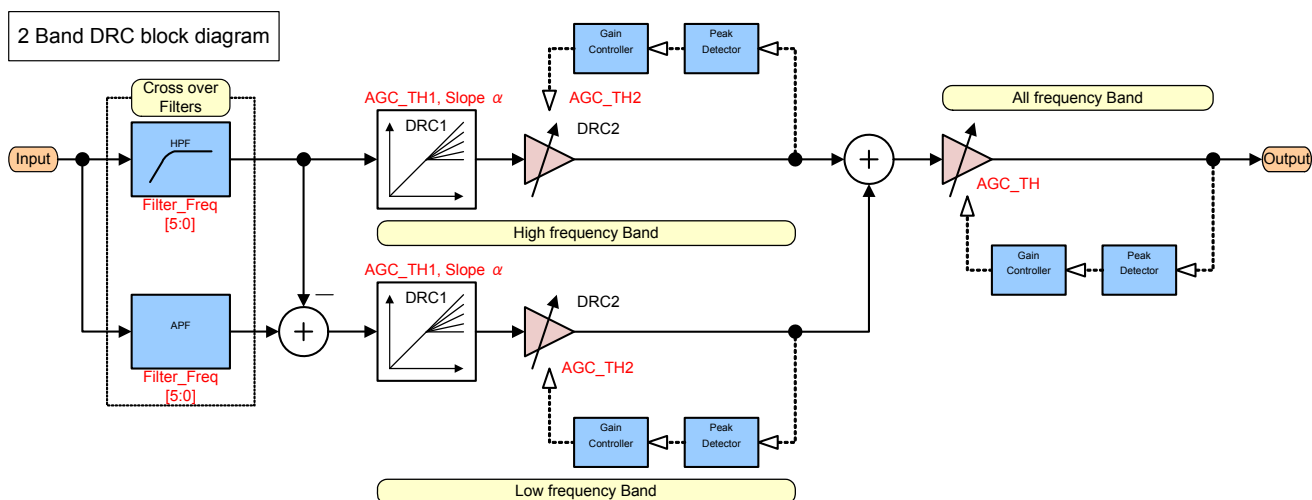 2 Band DRC block diagram
Cross over
Filters
Input
HPF
Filter_Freq
[5:0]
APF
Filter_Freq
[5:0]
AGC_TH1, Slope α
DRC1
Gain
Controller
Peak
Detector
AGC_TH2
DRC2
High frequency Band
+
—
+
AGC_TH1, Slope α
DRC1
DRC2
AGC_TH2
Gain
Controller
Peak
Detector
Low frequency Band
All frequency Band
AGC_TH
Output
Gain
Controller
Peak
Detector